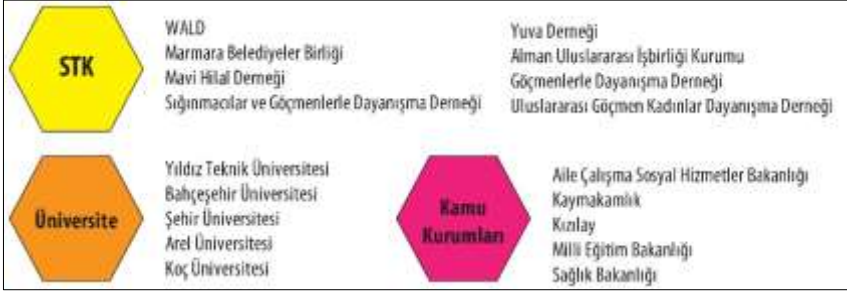 STK
WALD
Marmara Belediyeler Birliği
Mavi Hilal Derneği
Sığınmacılar ve Göçmenlerle Dayanışma Derneği
Yuva Derneği
Alman Uluslararası İşbirliği Kurumu
Göçmenlerle Dayanışma Derneği
Uluslararası Göçmen Kadınlar Dayanışma Derneği
Üniversite
Yıldız Teknik Üniversitesi
Bahçeşehir Üniversitesi
Şehir Üniversitesi
Arel Üniversitesi
Koç Üniversitesi
Kamu
Kurumları
Aile Çalışma Sosyal Hizmetler Bakanlığı
Kaymakamlık
Kızılay
Milli Eğitim Bakanlığı
Sağlık Bakanlığı